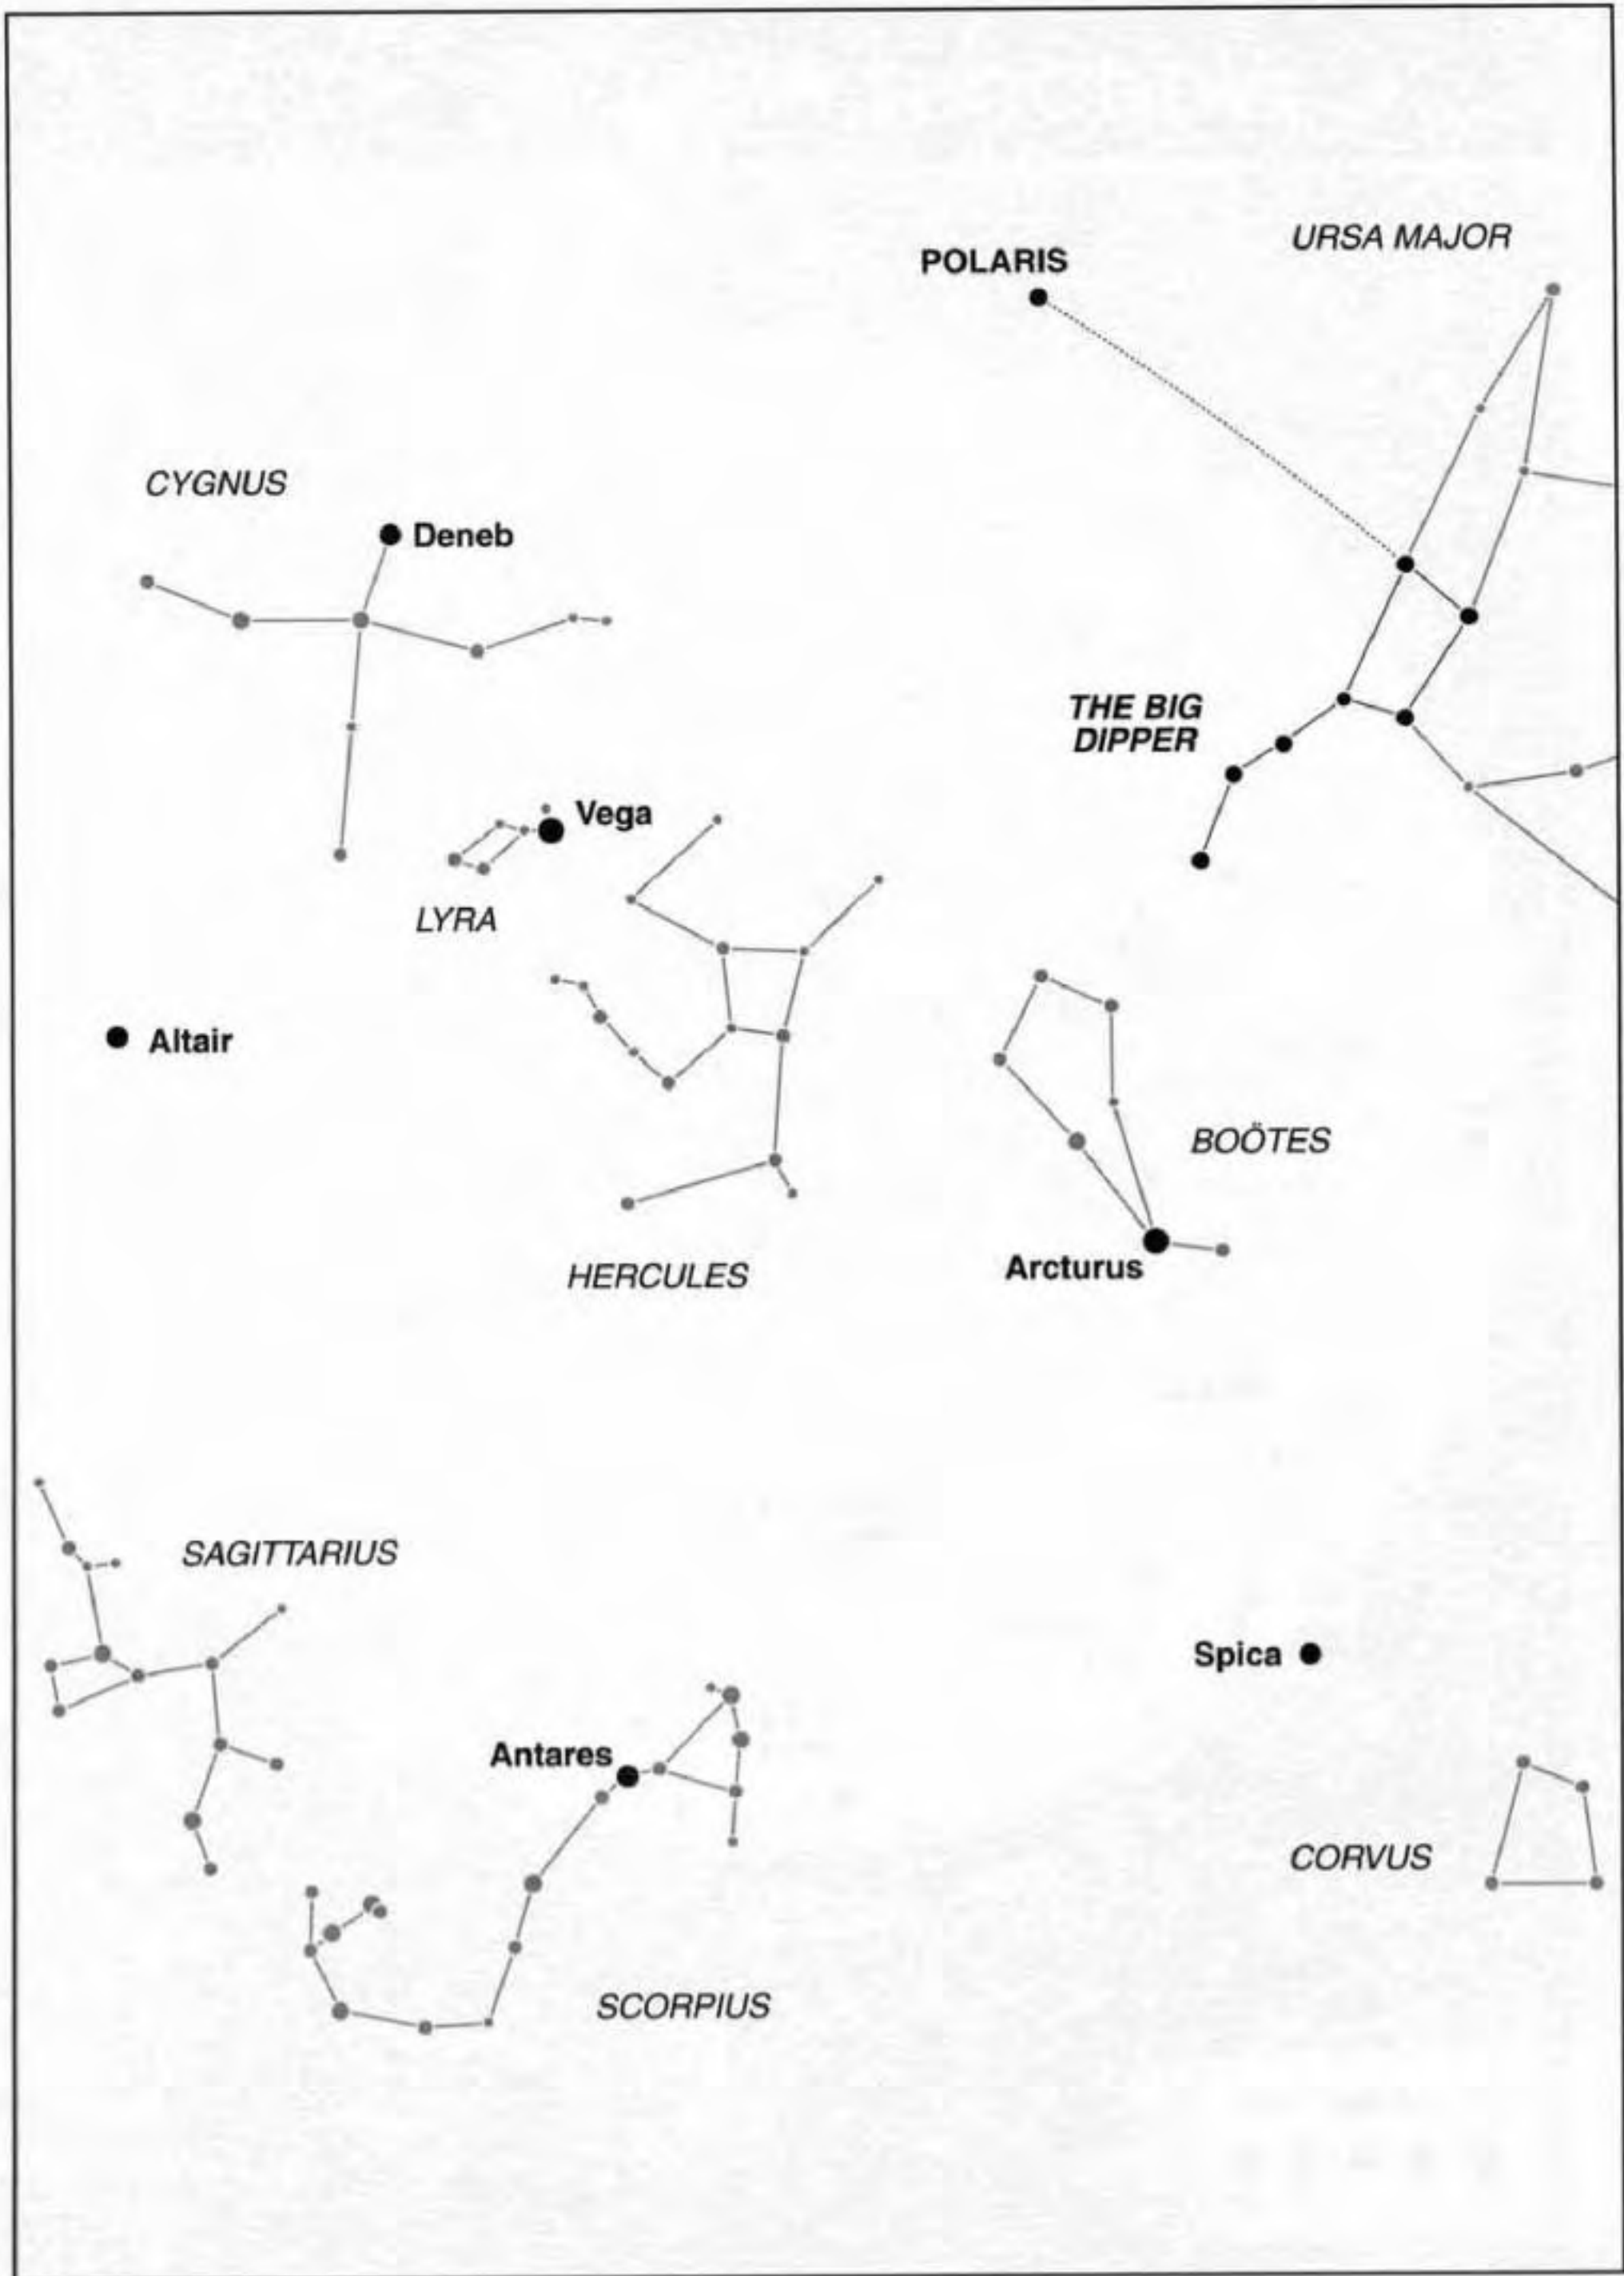 URSA MAJOR
POLARIS
CYGNUS
Deneb
THE BIG
DIPPER
Vega
LYRA
Altair
BOÖTES
Arcturus
HERCULES
SAGITTARIUS
Spica
Antares
CORVUS
SCORPIUS